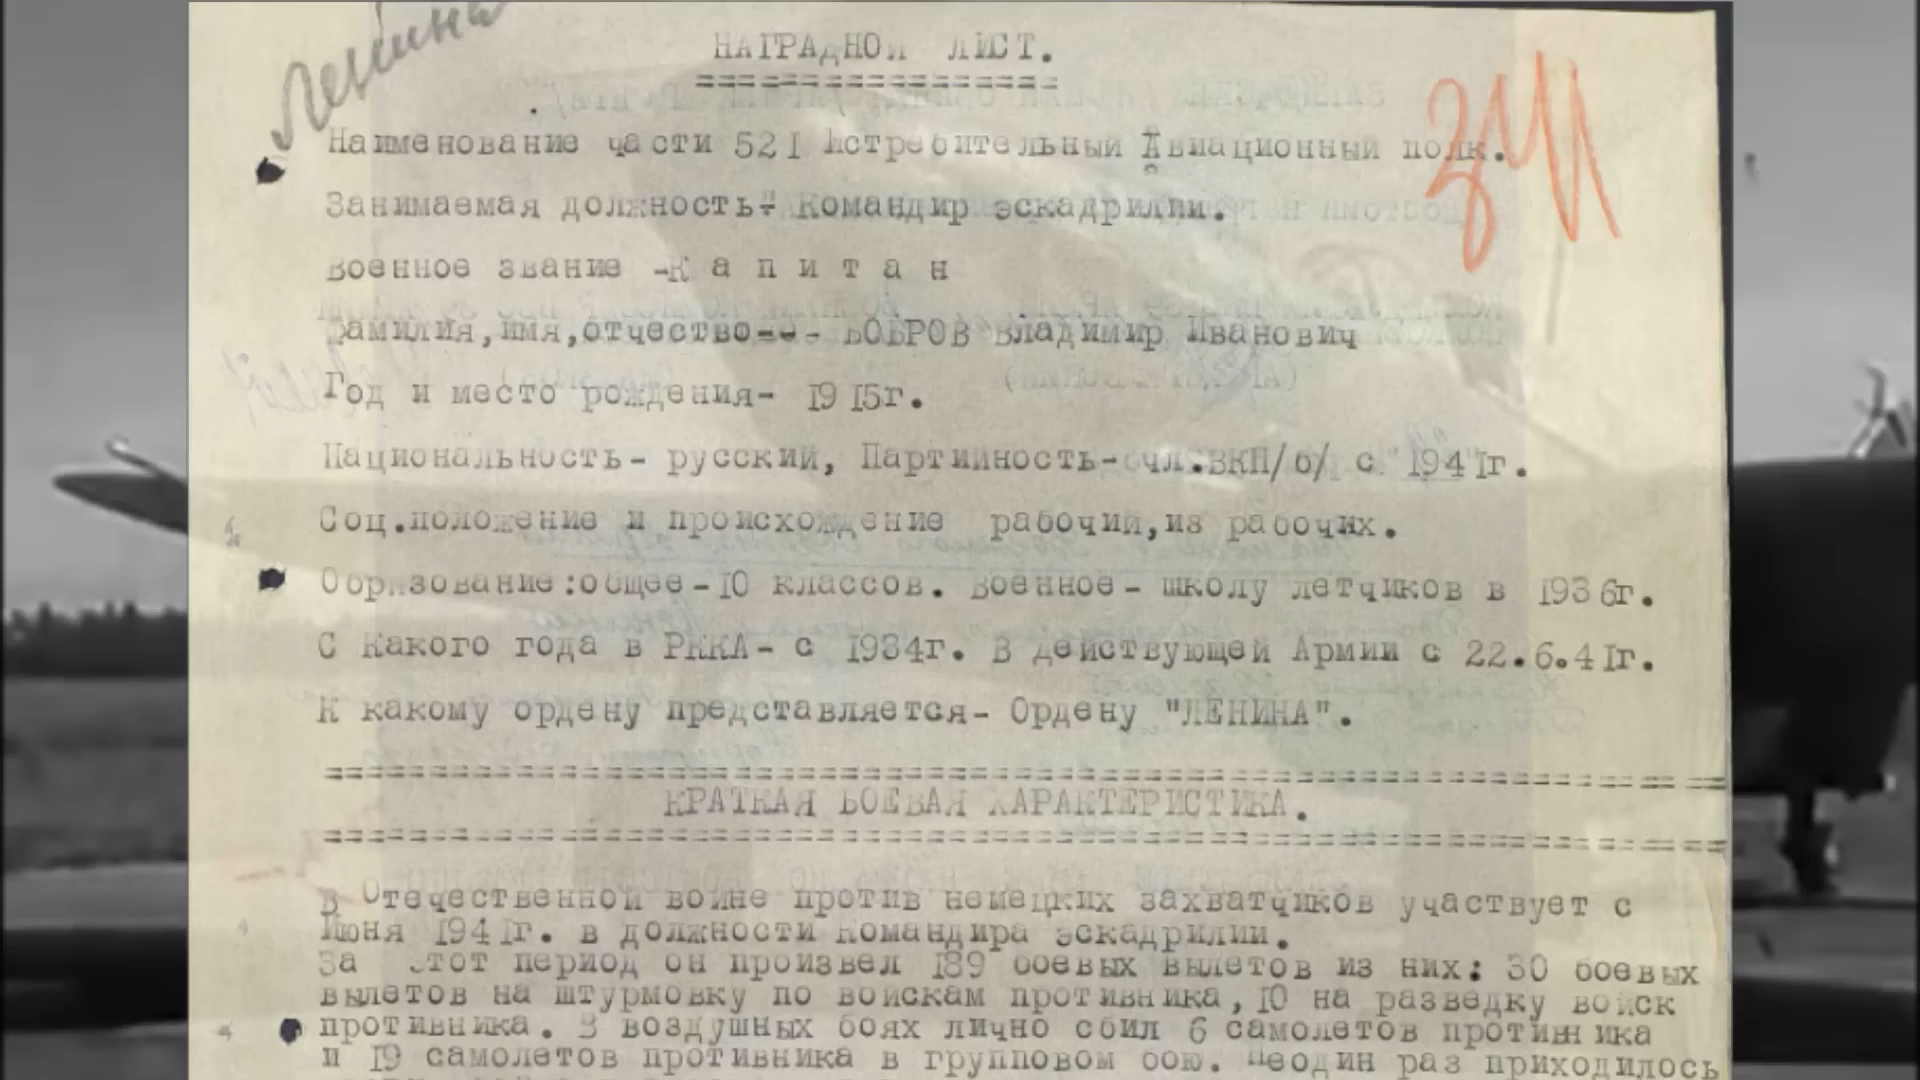 Ленина
НАГРАДНОЙ ЛИСТ.
341
Наименование части 521 Истребительный Авиационный полк.
Занимаемая должность- Командир эскадрилии.
Военное звание -К а п и т а н
Фамилия,имя,отчество--- БОБРОВ Владимир Иванович
Год и место рождения- 1915г.
Национальность- русский, Партийность- чл.ВКП/б/ с 1941г.
Соц.положение и происхождение рабочий,из рабочих.
Образование:общее-10 классов. Военное- школу летчиков в 1936г.
С какого года в РККА- с 1934г. В действующей Армии с 22.6.41г.
К какому ордену представляется- Ордену "ЛЕНИНА".
КРАТКАЯ БОЕВАЯ ХАРАКТЕРИСТИКА.
В Отечественной войне против немецких захватчиков участвует с
Июня 1941г. в должности Командира эскадрилии.
За этот период он произвел 189 боевых вылетов из них: 30 боевых
вылетов на штурмовку по войскам противника,10 на разведку войск
противника. В воздушных боях лично сбил 6 самолетов противника
и 19 самолетов противника в групповом бою. Неодин раз приходилось